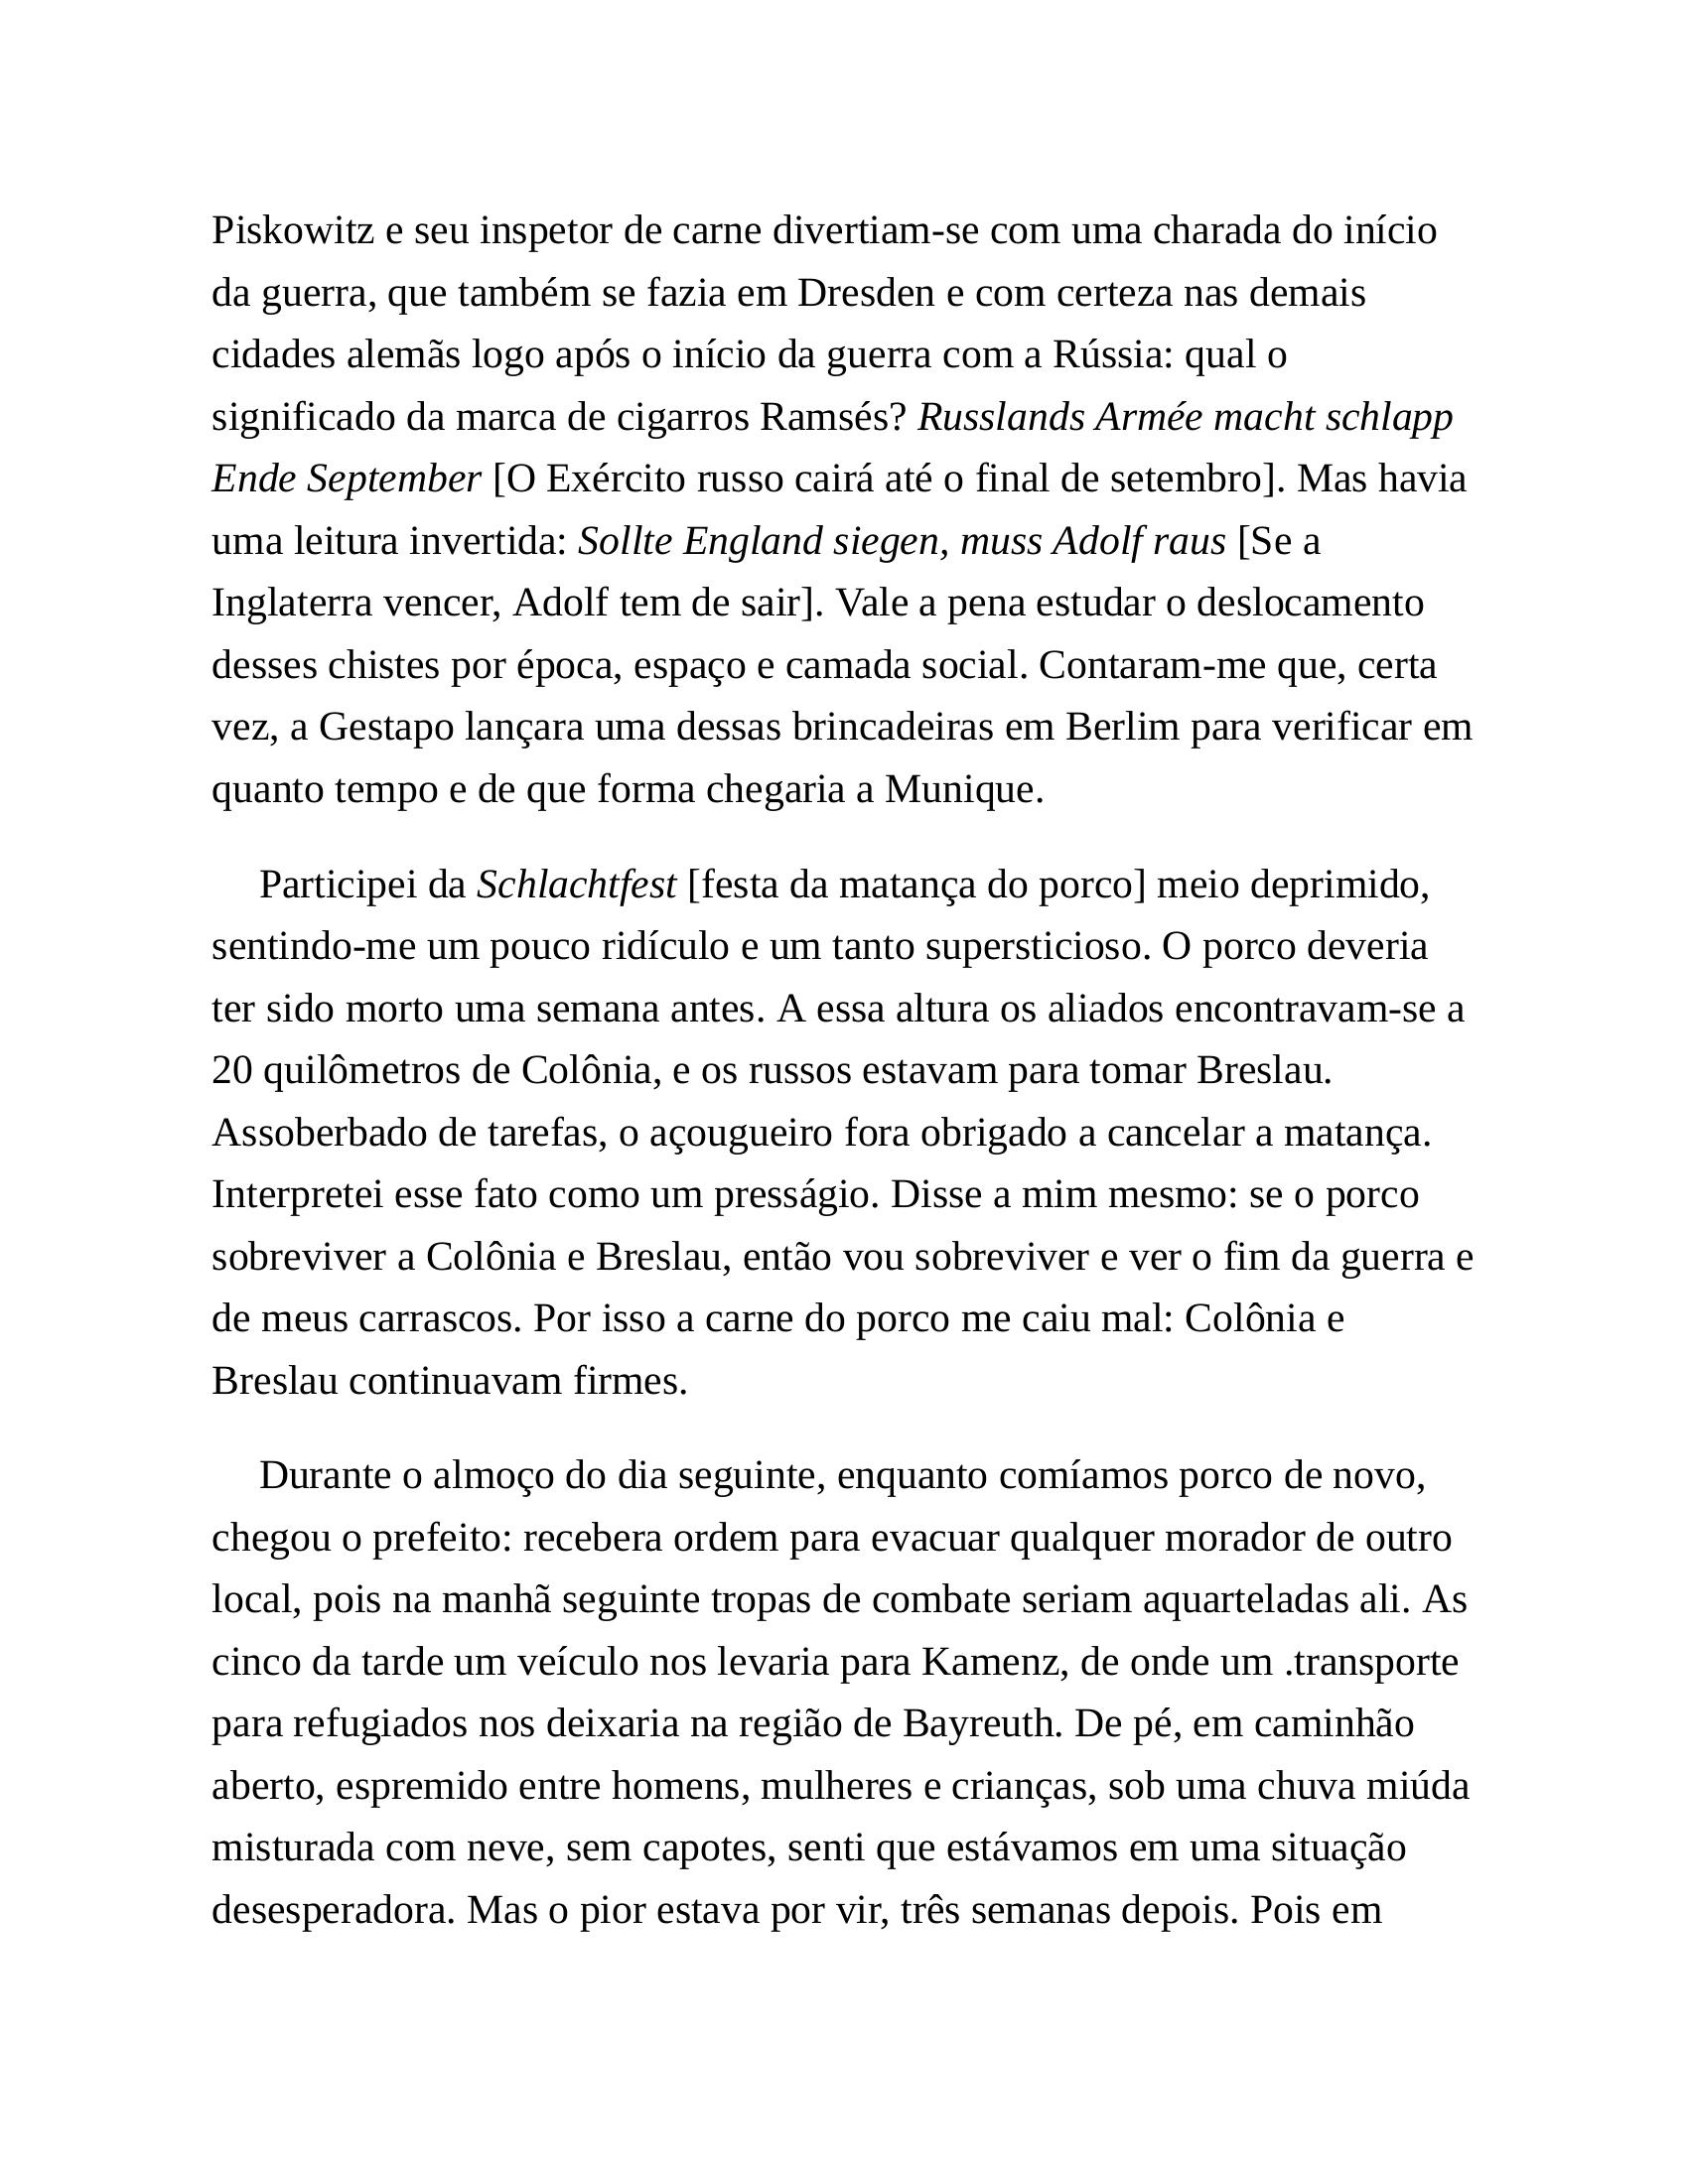 Piskowitz e seu inspetor de carne divertiam-se com uma charada do início
da guerra, que também se fazia em Dresden e com certeza nas demais
cidades alemãs logo após o início da guerra com a Rússia: qual o
significado da marca de cigarros Ramsés? Russlands Armée macht schlapp
Ende September [O Exército russo cairá até o final de setembro]. Mas havia
uma leitura invertida: Sollte England siegen, muss Adolf raus [Se a
Inglaterra vencer, Adolf tem de sair]. Vale a pena estudar o deslocamento
desses chistes por época, espaço e camada social. Contaram-me que, certa
vez, a Gestapo lançara uma dessas brincadeiras em Berlim para verificar em
quanto tempo e de que forma chegaria a Munique.
Participei da Schlachtfest [festa da matança do porco] meio deprimido,
sentindo-me um pouco ridículo e um tanto supersticioso. O porco deveria
ter sido morto uma semana antes. A essa altura os aliados encontravam-se a
20 quilômetros de Colônia, e os russos estavam para tomar Breslau.
Assoberbado de tarefas, o açougueiro fora obrigado a cancelar a matança.
Interpretei esse fato como um presságio. Disse a mim mesmo: se o porco
sobreviver a Colônia e Breslau, então vou sobreviver e ver o fim da guerra e
de meus carrascos. Por isso a carne do porco me caiu mal: Colônia e
Breslau continuavam firmes.
Durante o almoço do dia seguinte, enquanto comíamos porco de novo,
chegou o prefeito: recebera ordem para evacuar qualquer morador de outro
local, pois na manhã seguinte tropas de combate seriam aquarteladas ali. As
cinco da tarde um veículo nos levaria para Kamenz, de onde um .transporte
para refugiados nos deixaria na região de Bayreuth. De pé, em caminhão
aberto, espremido entre homens, mulheres e crianças, sob uma chuva miúda
misturada com neve, sem capotes, senti que estávamos em uma situação
desesperadora. Mas o pior estava por vir, três semanas depois. Pois em